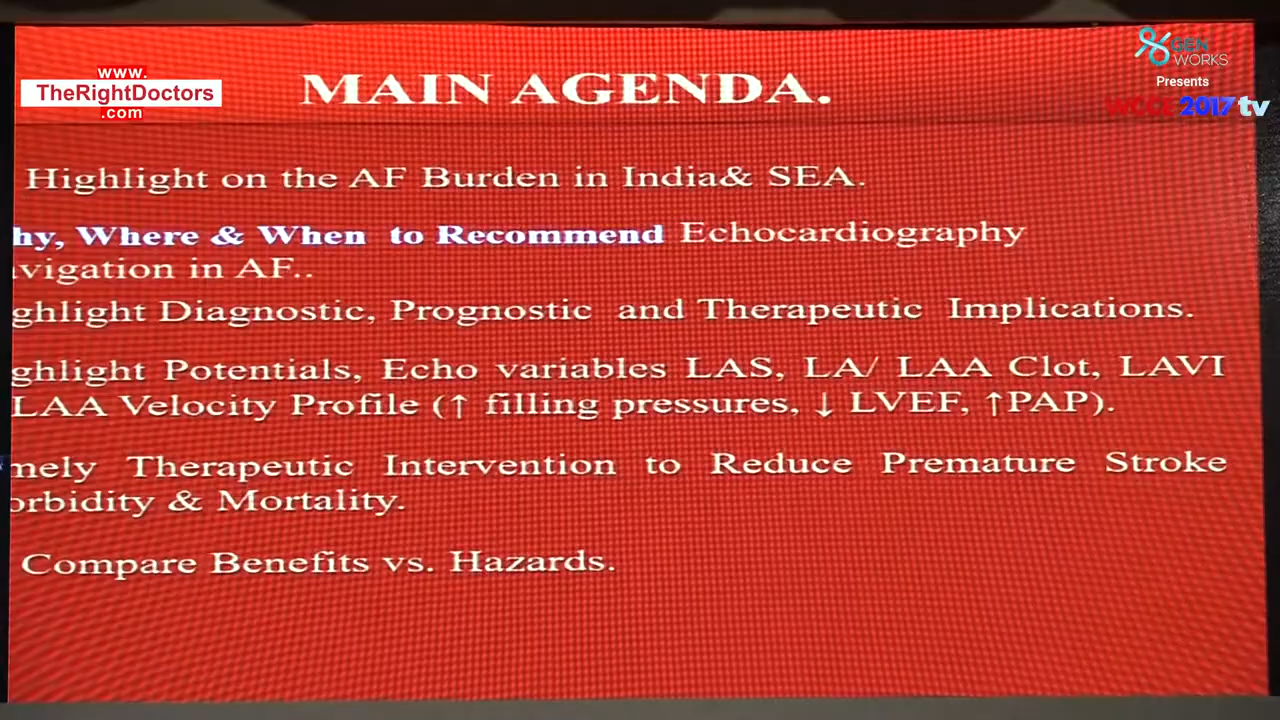 www.
TheRightDoctors
.com
GEN
WORKS
Presents
WCCE 2017 tv
MAIN AGENDA.
Highlight on the AF Burden in India& SEA.
hy, Where & When to Recommend Echocardiography
vigation in AF..
ghlight Diagnostic, Prognostic and Therapeutic Implications.
ghlight Potentials, Echo variables LAS, LA/ LAA Clot, LAVI
LAA Velocity Profile (↑ filling pressures, ↓ LVEF, ↑PAP).
mely Therapeutic Intervention to Reduce Premature Stroke
orbidity & Mortality.
Compare Benefits vs. Hazards.